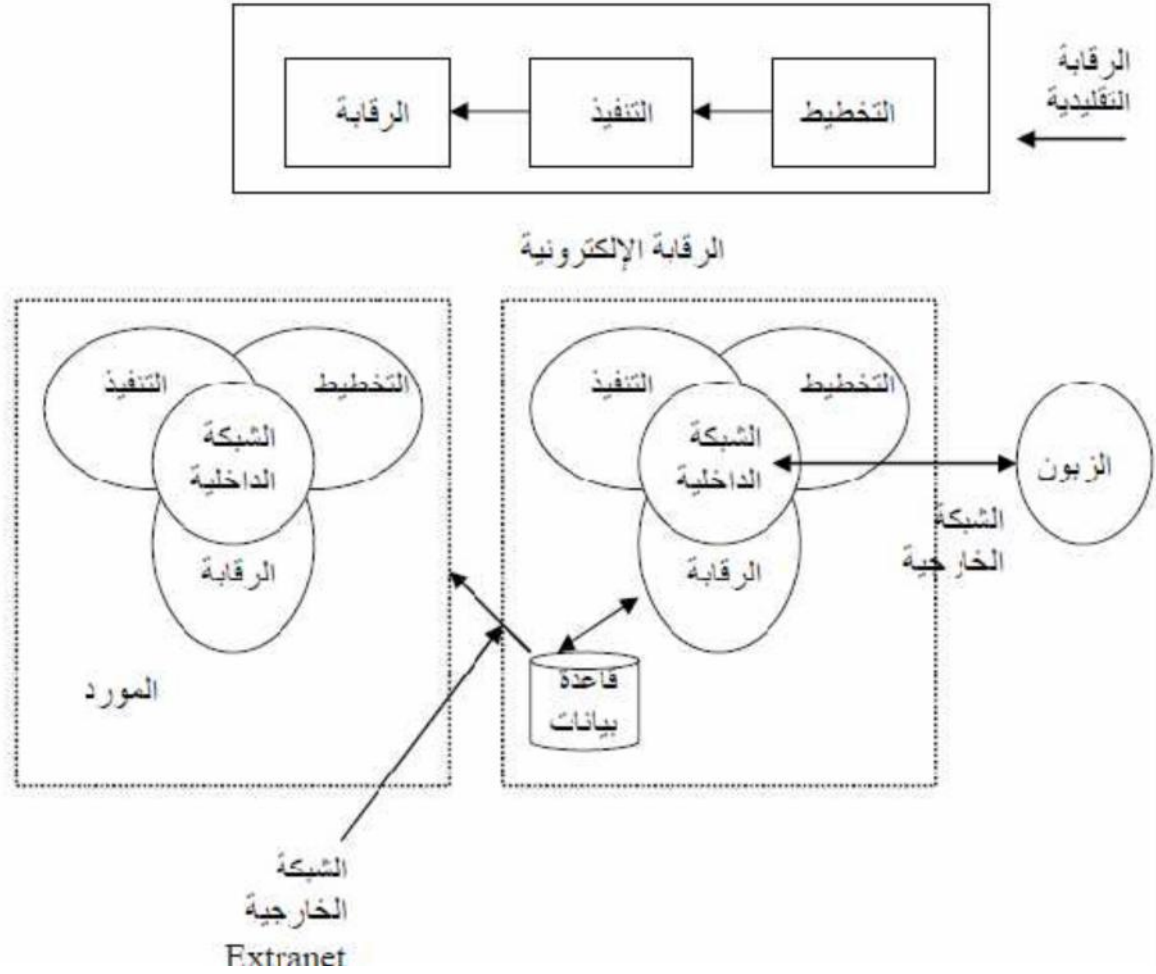 الرقابة
التقليدية
التخطيط
التنفيذ
الرقابة
الرقابة الإلكترونية
الزبون
الشبكة
الخارجية
التخطيط
التنفيذ
الشبكة
الداخلية
الرقابة
قاعدة
بيانات
التخطيط
التنفيذ
الشبكة
الداخلية
الرقابة
المورد
الشبكة
الخارجية
Extranet